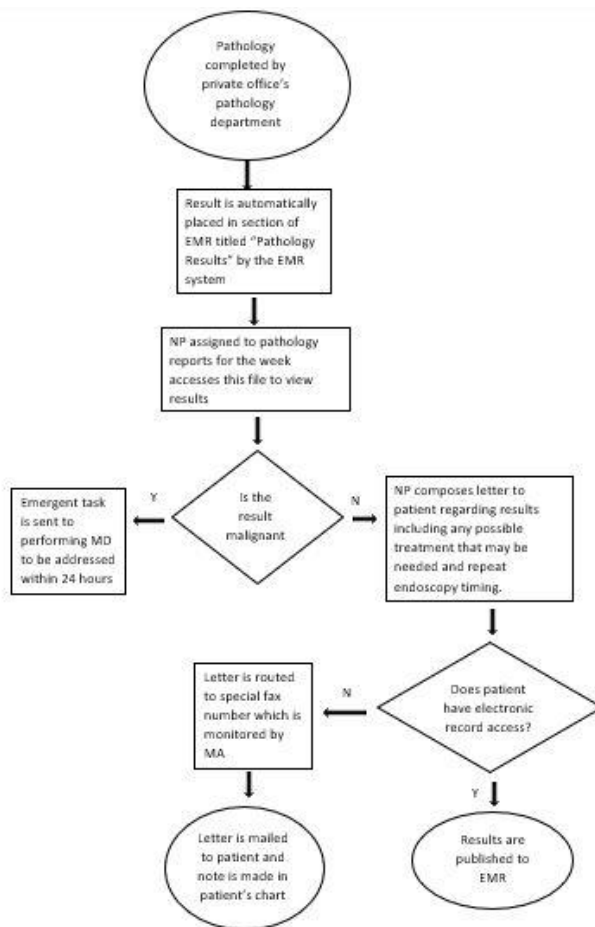 Pathology
completed by
private office's
pathology
department
Result is automatically
placed in section of
EMR titled "Pathology
Results" by the EMR
system
NP assigned to pathology
reports for the week
accesses this file to view
results
Is the
result
malignant
Y
N
Emergent task
is sent to
performing MD
to be addressed
within 24 hours
NP composes letter to
patient regarding results
including any possible
treatment that may be
needed and repeat
endoscopy timing.
Does patient
have electronic
record access?
N
Y
Letter is routed
to special fax
number which is
monitored by
MA
Letter is mailed
to patient and
note is made in
patient's chart
Results are
published to
EMR